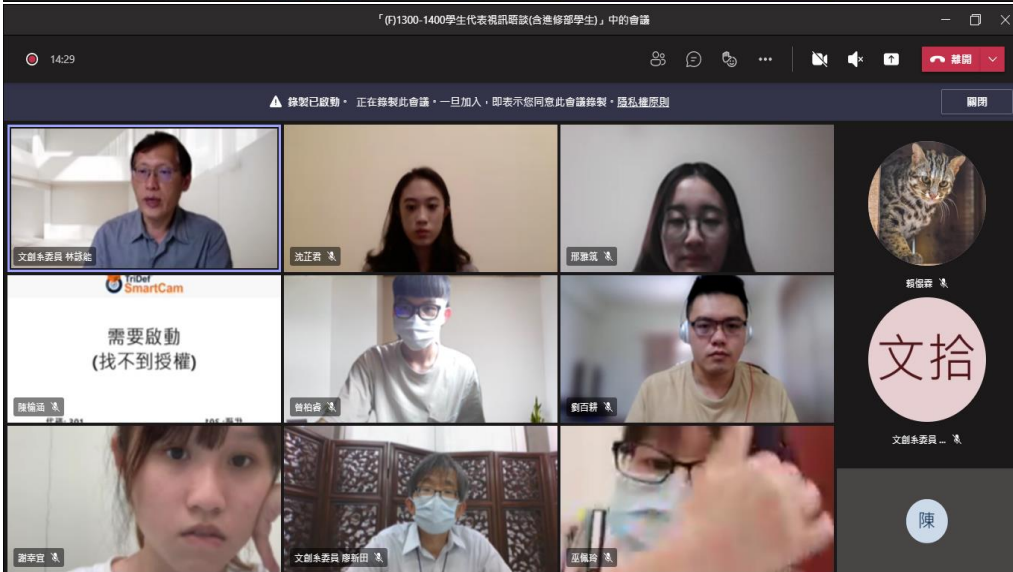 「(F)1300-1400學生代表視訊晤談(含進修部學生)」中的會議
14:29
離開
錄製已啟動。 正在錄製此會議。一旦加入，即表示您同意此會議錄製。隱私權原則
關閉
文創系委員 林詠能
沈芷君
邢雅筑
TriDef
SmartCam
需要啟動
(找不到授權)
陳倫涵
曾柏睿
劉百耕
文拾
文創系委員 ...
謝幸宜
文創系委員 廖新田
巫佩玲
陳